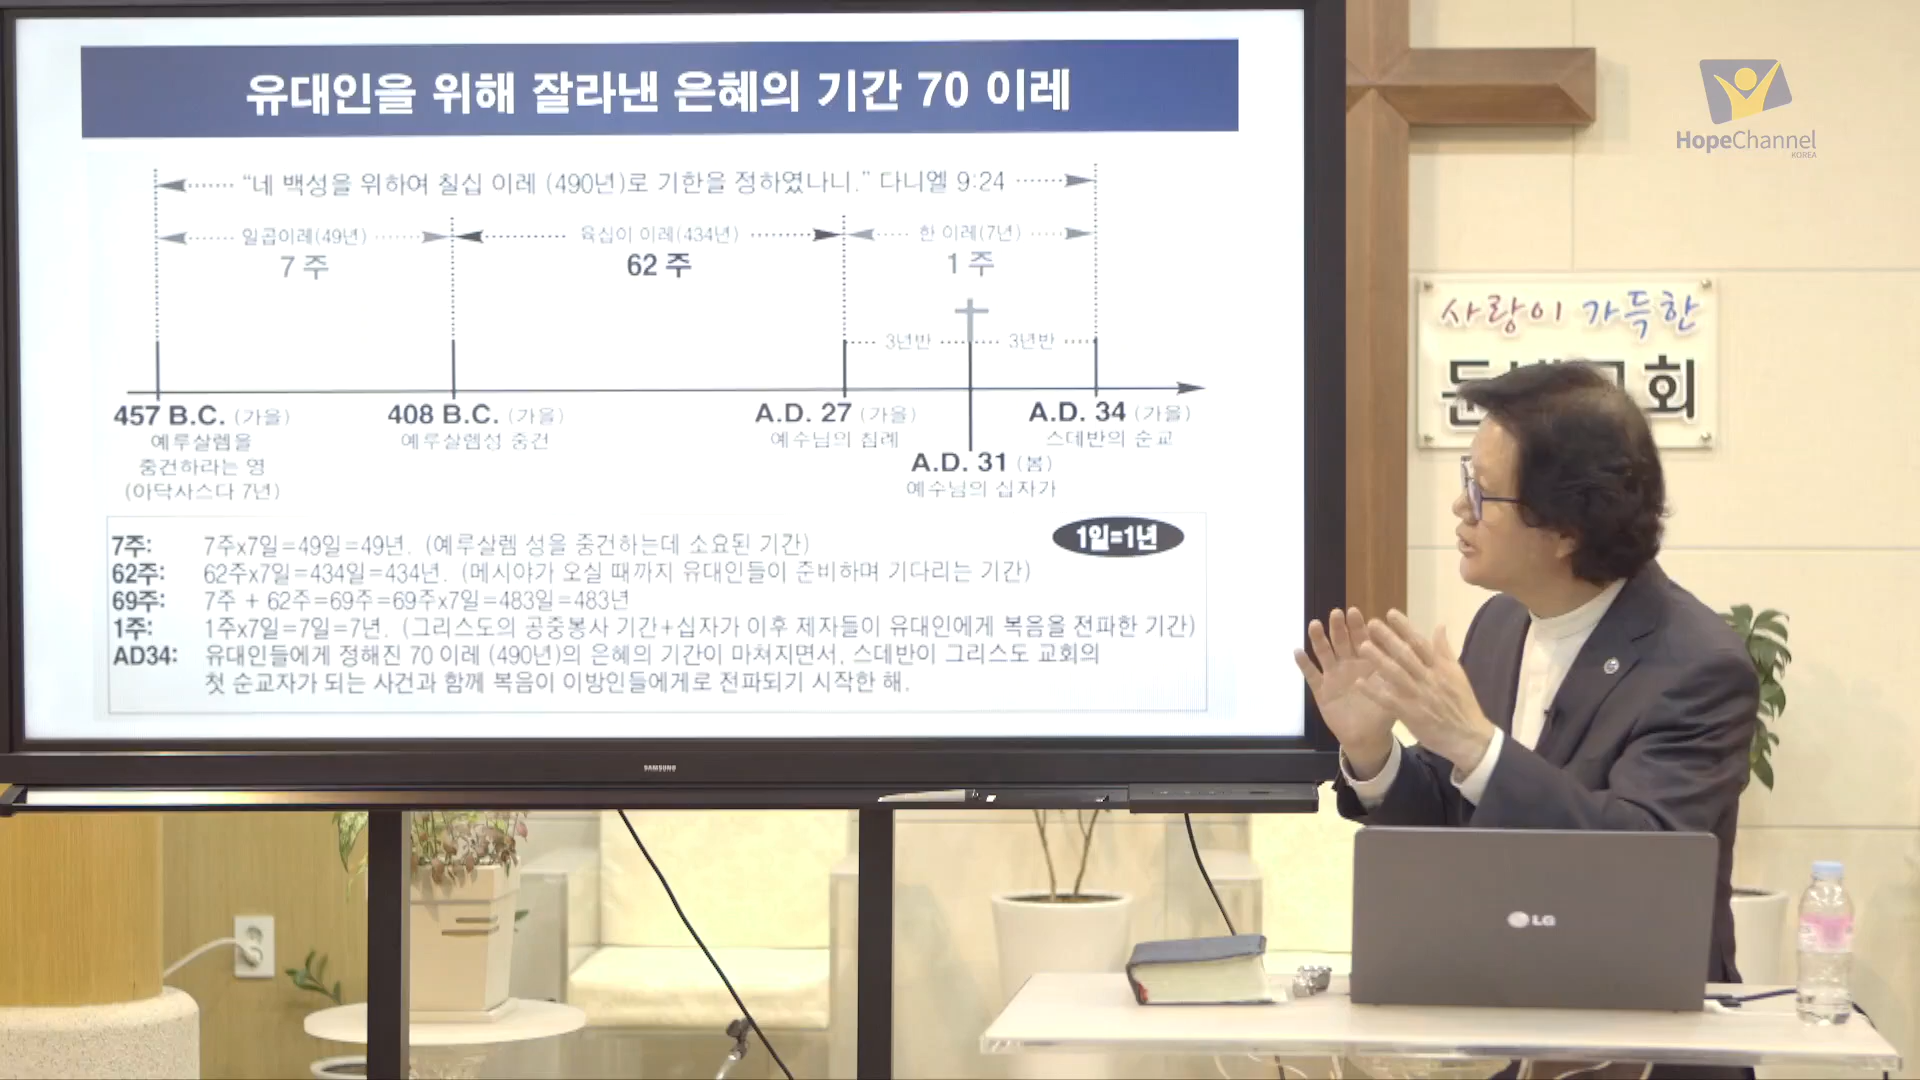 유대인을 위해 잘라낸 은혜의 기간 70 이레
“네 백성을 위하여 칠십 이레 (490년)로 기한을 정하였나니.” 다니엘 9:24
일곱이레(49년)
육십이 이레(434년)
한 이레(7년)
7 주
62 주
1 주
3년반
3년반
457 B.C. (가을)
예루살렘을
중건하라는 영
(아닥사스다 7년)
408 B.C. (가을)
예루살렘성 중건
A.D. 27 (가을)
예수님의 침례
A.D. 31 (봄)
예수님의 십자가
A.D. 34 (가을)
스데반의 순교
1일=1년
7주: 7주x7일=49일=49년. (예루살렘 성을 중건하는데 소요된 기간)
62주: 62주x7일=434일=434년. (메시야가 오실 때까지 유대인들이 준비하며 기다리는 기간)
69주: 7주 + 62주=69주=69주x7일=483일=483년
1주: 1주x7일=7일=7년. (그리스도의 공중봉사 기간+십자가 이후 제자들이 유대인에게 복음을 전파한 기간)
AD34: 유대인들에게 정해진 70 이레 (490년)의 은혜의 기간이 마쳐지면서, 스데반이 그리스도 교회의
첫 순교자가 되는 사건과 함께 복음이 이방인들에게로 전파되기 시작한 해.
SAMSUNG
HopeChannel
KOREA
사랑이 가득한
LG